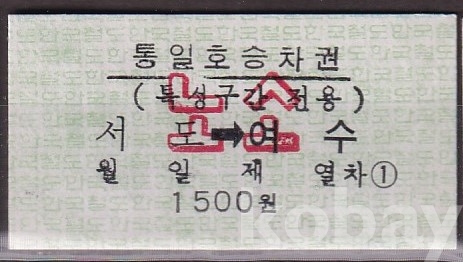 통일호승차권
(특성구간 전용)
서 도 ➡ 여 수
월 일 제 열차①
1500원
kobay